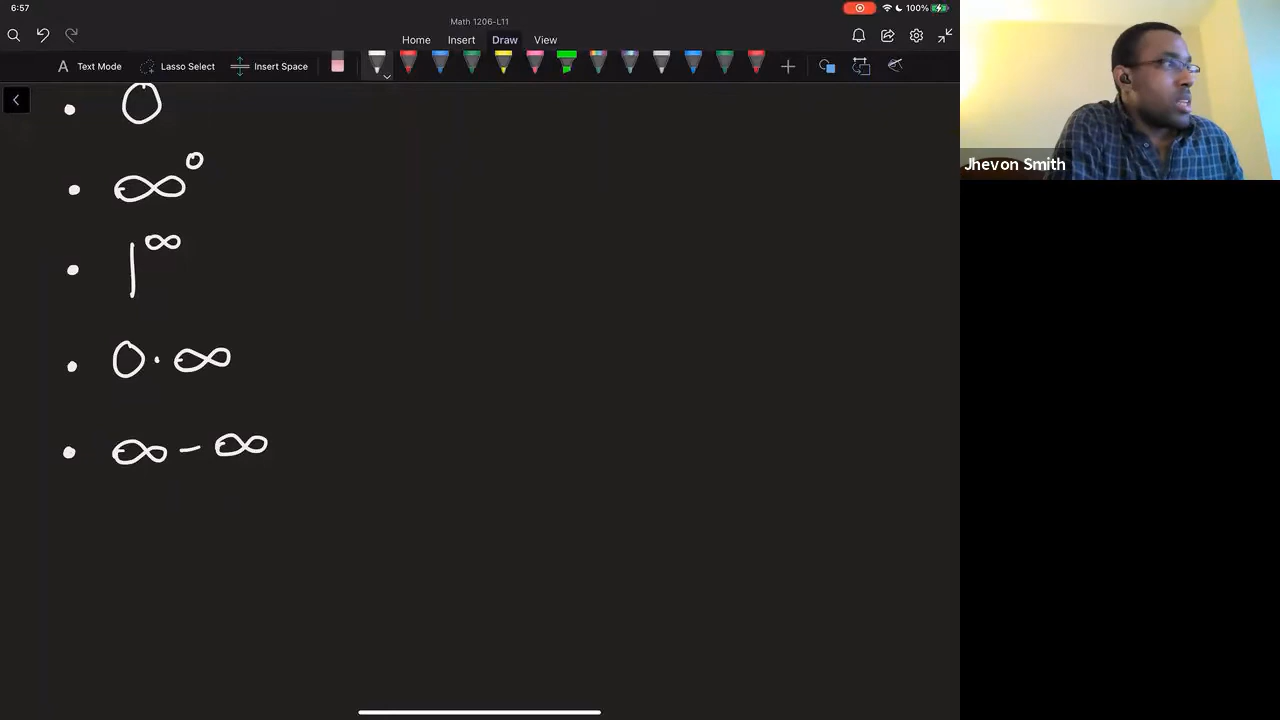 6:57
Math 1206-L11
100%
Home Insert Draw View
Text Mode Lasso Select Insert Space
• 0
• ∞⁰
• 1^∞
• 0 · ∞
• ∞ - ∞
Jhevon Smith